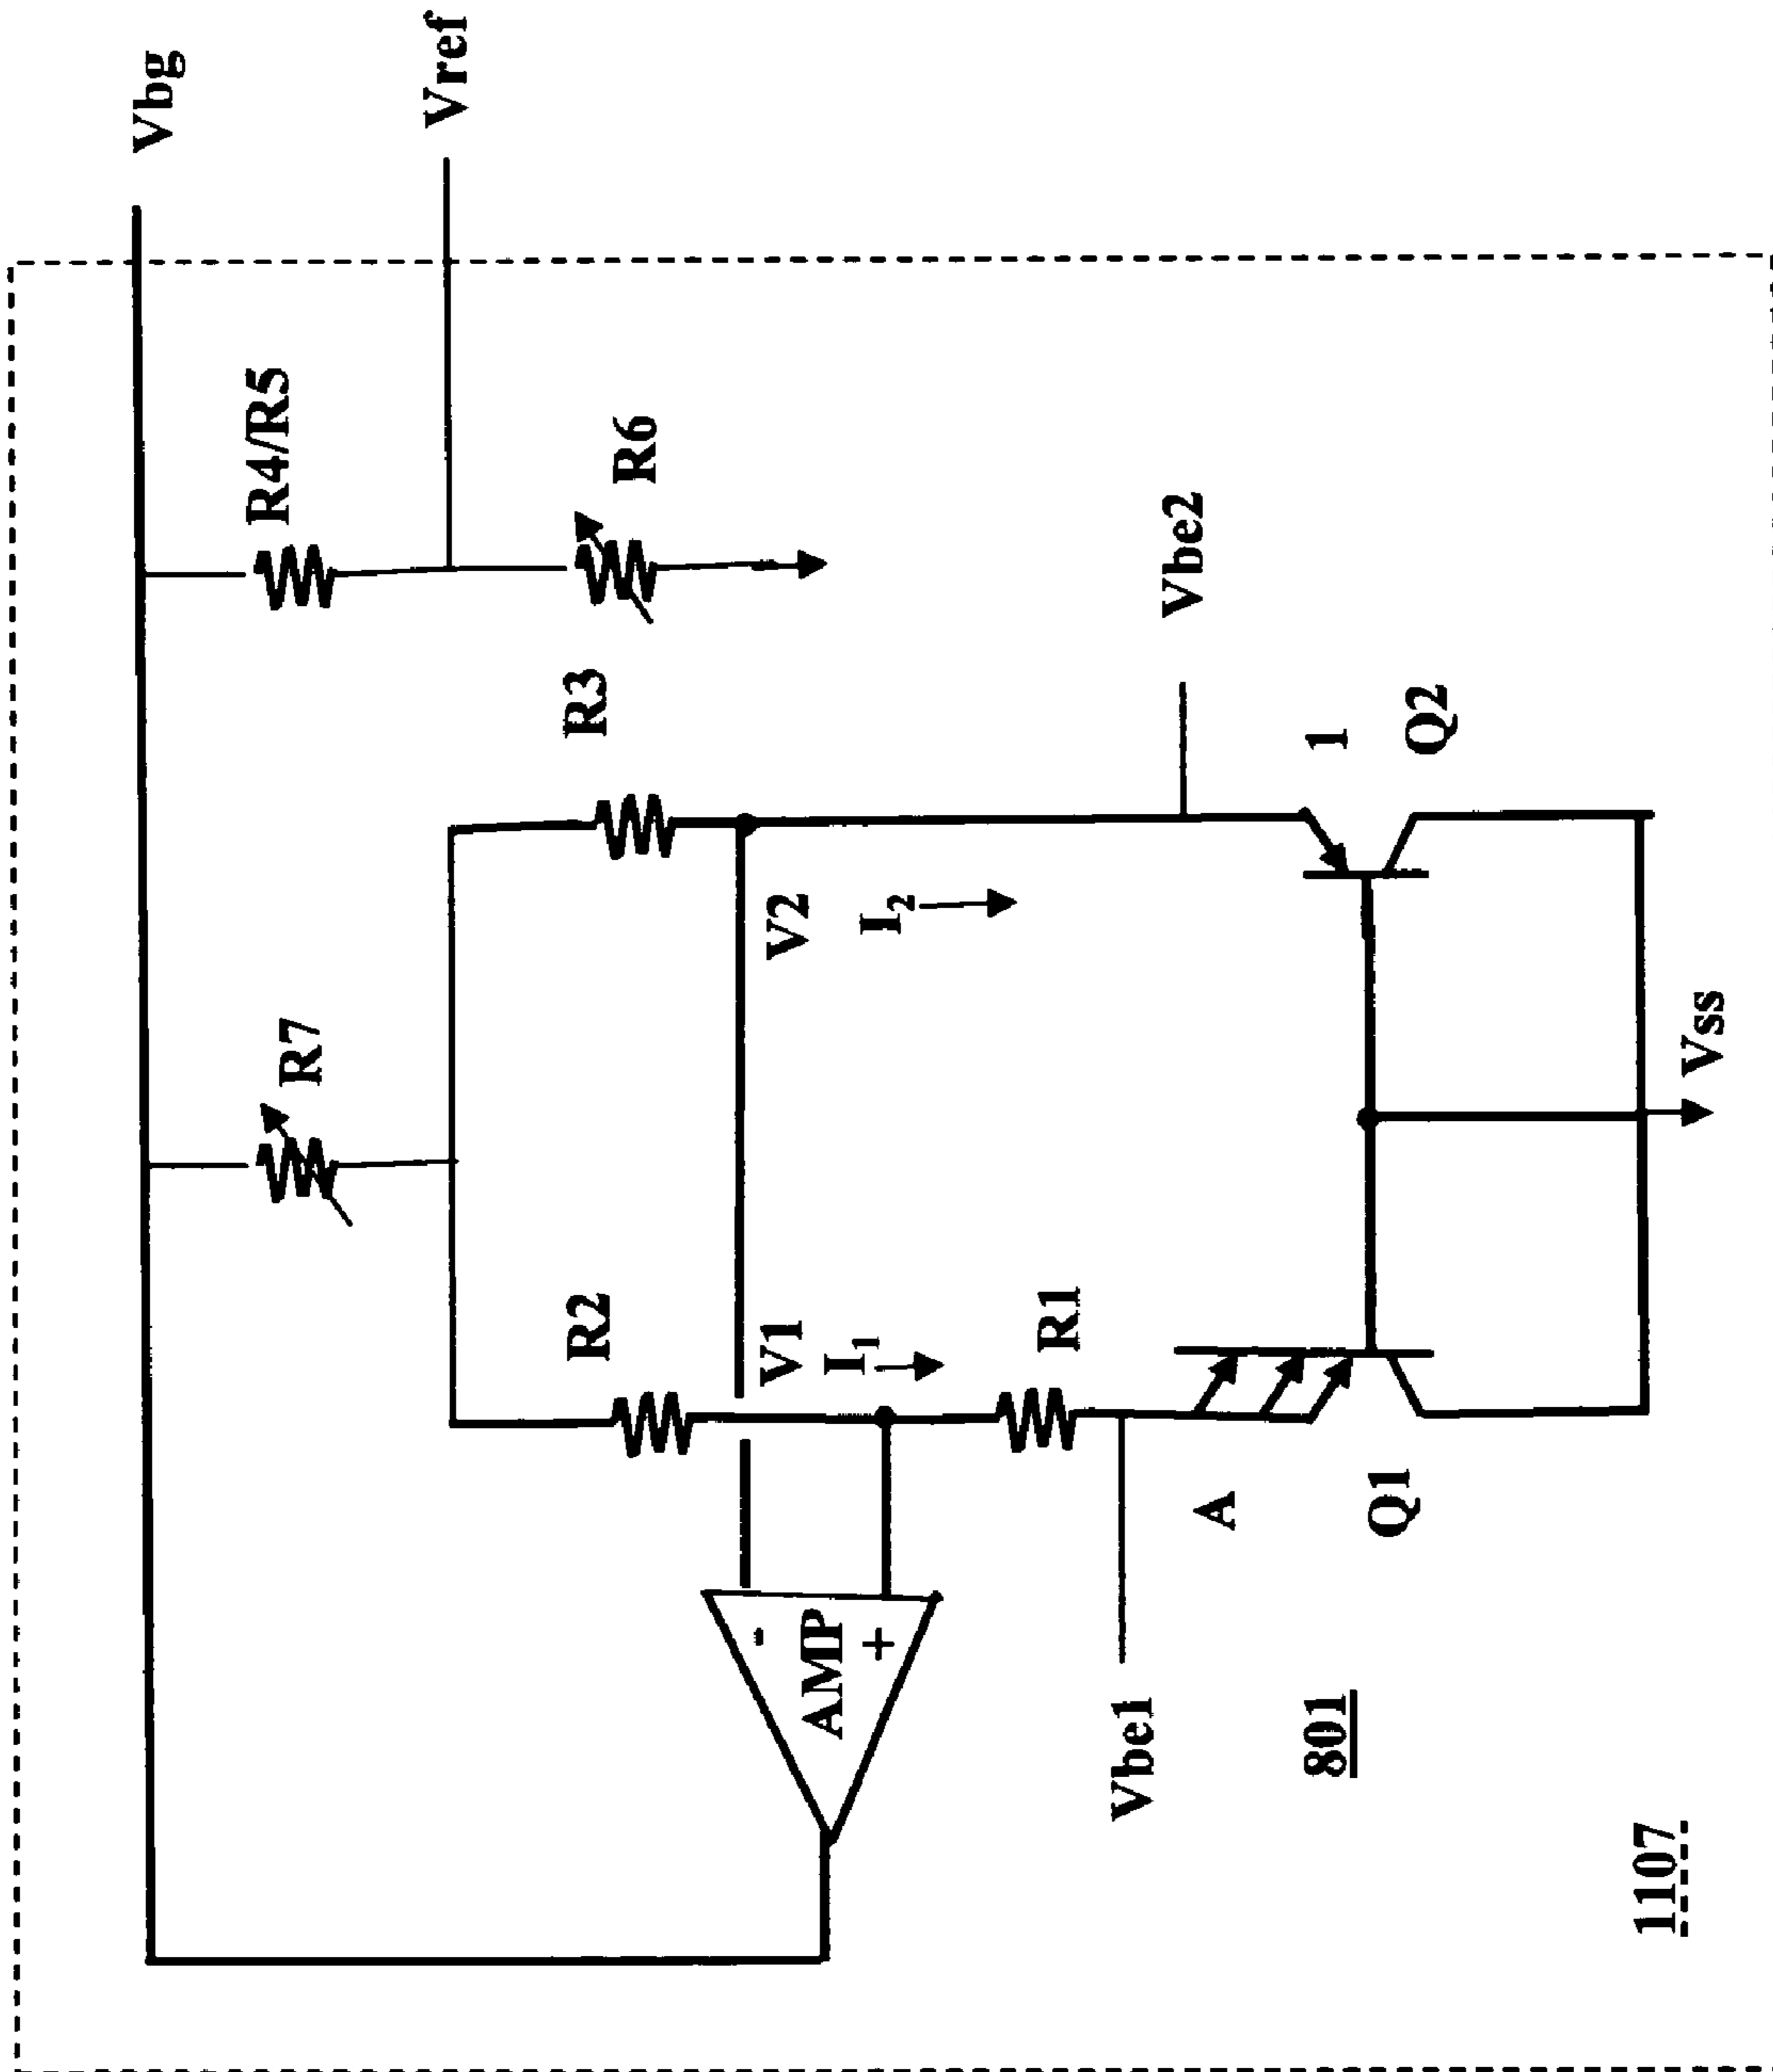 Vbg
Vref
R4/R5
R6
R7
R3
R2
V2
V1
I₂
I₁
R1
AMP
-
+
Vbe2
Vbe1
1
Q2
A
Q1
Vss
801
1107